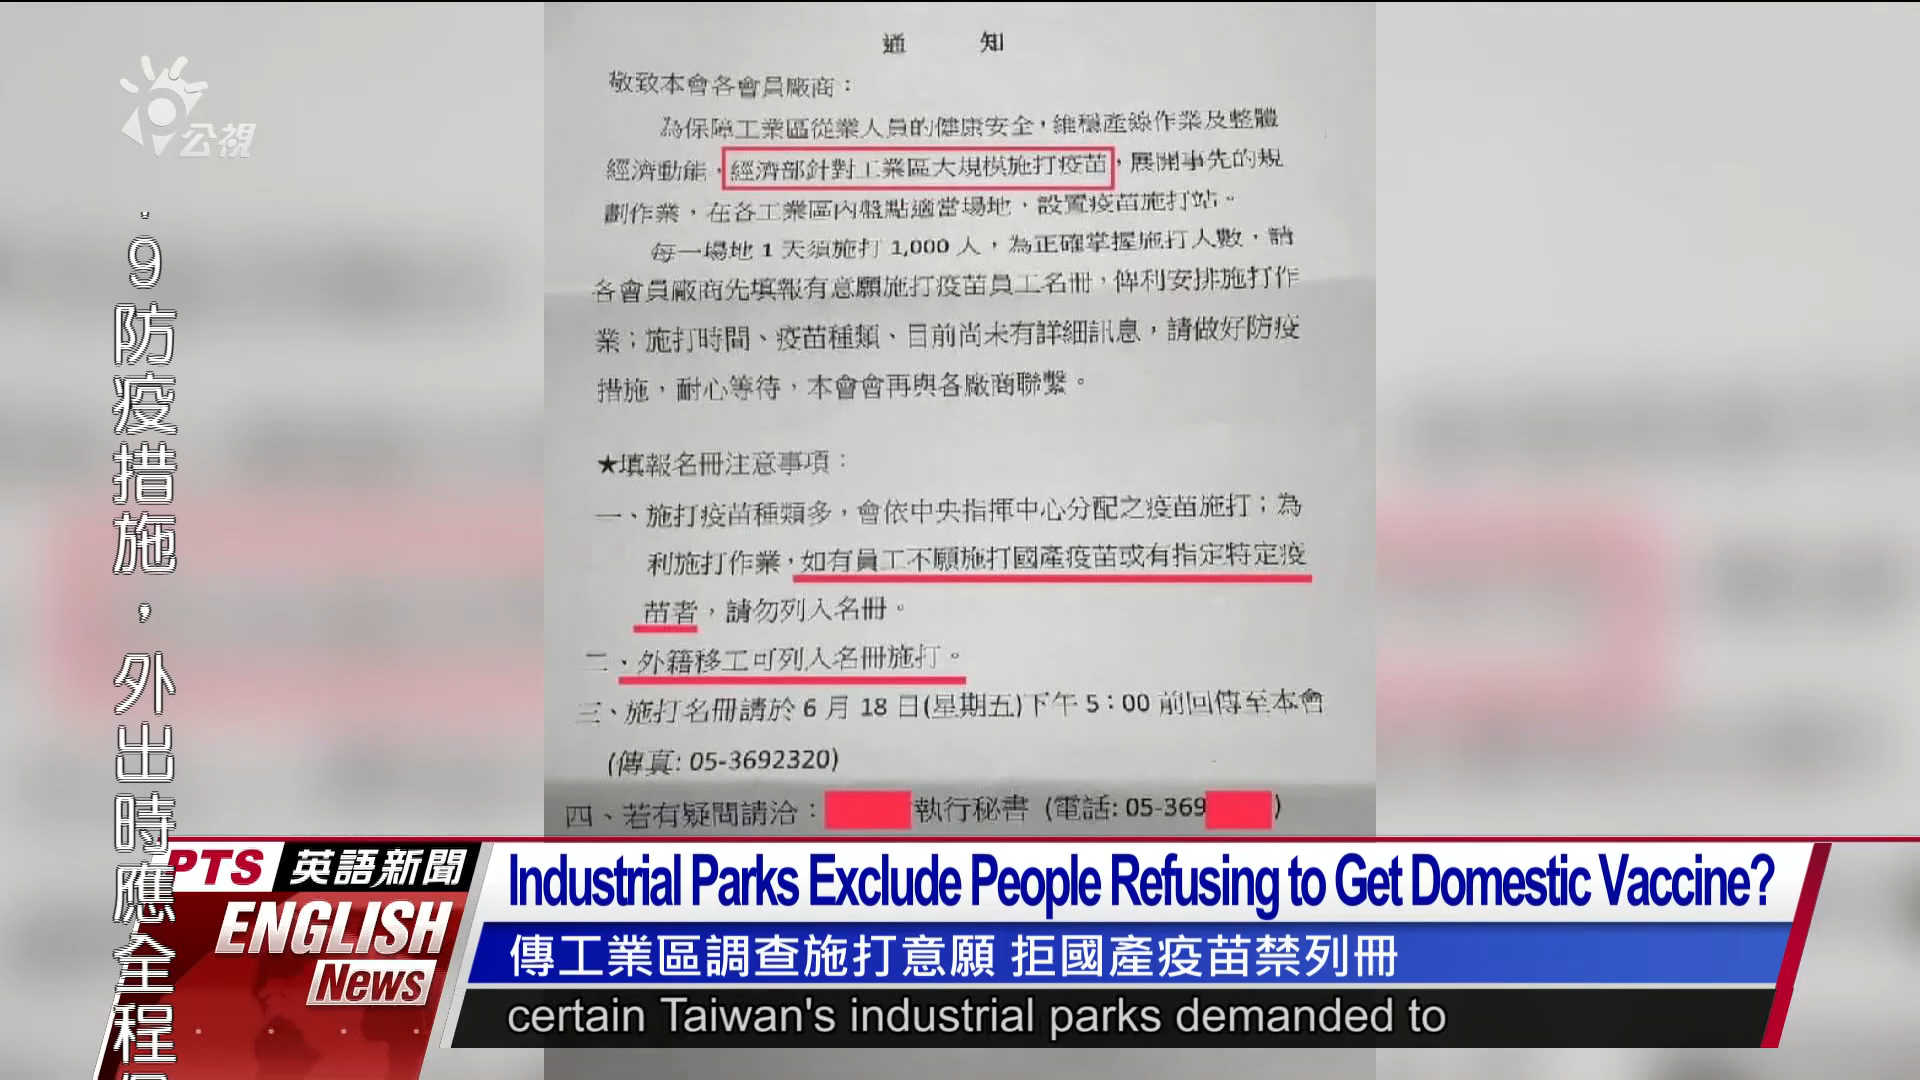 通 知
敬致本會各會員廠商：
為保障工業區從業人員的健康安全，維穩產線作業及整體
經濟動能，經濟部針對工業區大規模施打疫苗，展開事先的規
劃作業，在各工業區內盤點適當場地，設置疫苗施打站。
每一場地 1 天須施打 1,000 人，為正確掌握施打人數，請
各會員廠商先填報有意願施打疫苗員工名冊，俾利安排施打作
業；施打時間、疫苗種類、目前尚未有詳細訊息，請做好防疫
措施，耐心等待，本會會再與各廠商聯繫。
★填報名冊注意事項：
一、施打疫苗種類多，會依中央指揮中心分配之疫苗施打；為
利施打作業，如有員工不願施打國產疫苗或有指定特定疫
苗者，請勿列入名冊。
二、外籍移工可列入名冊施打。
三、施打名冊請於 6 月 18 日(星期五)下午 5：00 前回傳至本會
(傳真: 05-3692320)
四、若有疑問請洽： 執行秘書 (電話: 05-369 )
公視
.9防疫措施，外出時應全程
PTS 英語新聞
ENGLISH
News
Industrial Parks Exclude People Refusing to Get Domestic Vaccine?
傳工業區調查施打意願 拒國產疫苗禁列冊
certain Taiwan's industrial parks demanded to